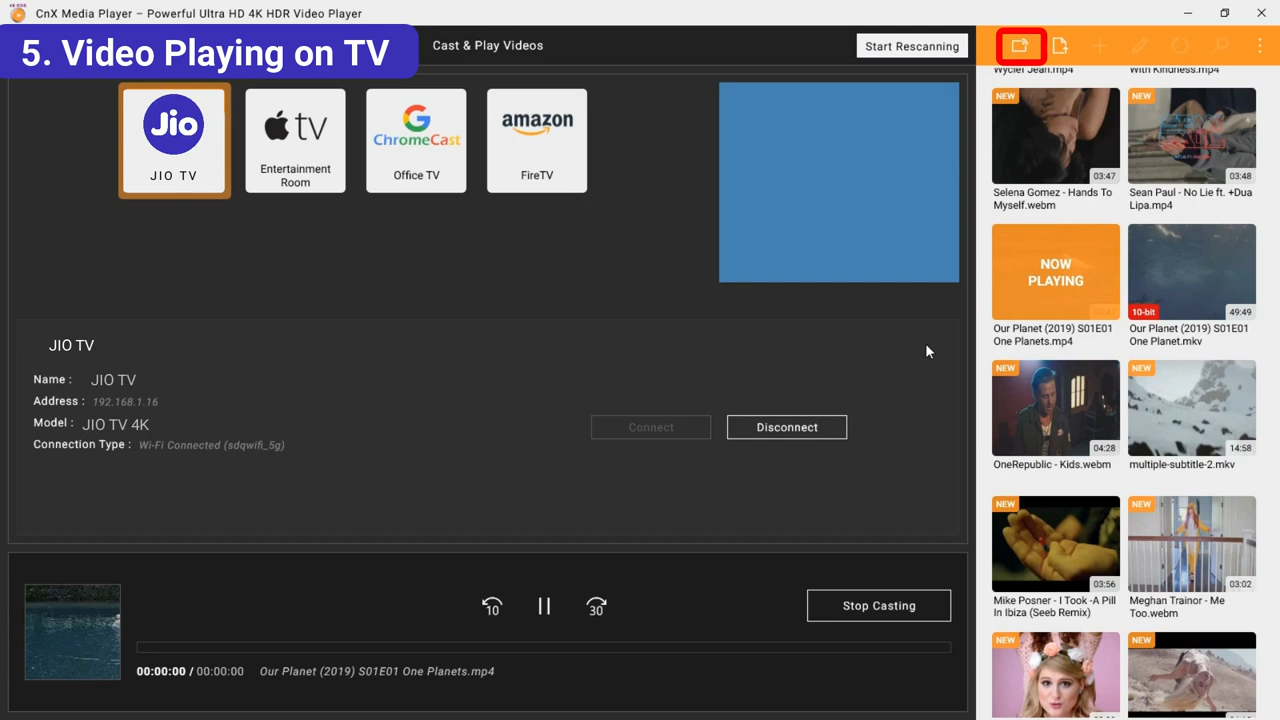 CnX Media Player – Powerful Ultra HD 4K HDR Video Player
5. Video Playing on TV
Cast & Play Videos
Start Rescanning
Jio
JIO TV
tv
Entertainment
Room
Google
ChromeCast
Office TV
amazon
FireTV
JIO TV
Name : JIO TV
Address : 192.168.1.16
Model : JIO TV 4K
Connection Type : Wi-Fi Connected (sdqwifi_5g)
Connect
Disconnect
10
30
Stop Casting
00:00:00 / 00:00:00 Our Planet (2019) S01E01 One Planets.mp4
Wyclef Jean.mp4
With Kindness.mp4
NEW
03:47
Selena Gomez - Hands To
Myself.webm
NEW
03:48
Sean Paul - No Lie ft. +Dua
Lipa.mp4
NOW
PLAYING
Our Planet (2019) S01E01
One Planets.mp4
10-bit
49:49
Our Planet (2019) S01E01
One Planet.mkv
NEW
04:28
OneRepublic - Kids.webm
NEW
14:58
multiple-subtitle-2.mkv
NEW
03:56
Mike Posner - I Took -A Pill
In Ibiza (Seeb Remix)
NEW
03:02
Meghan Trainor - Me
Too.webm
NEW
NEW